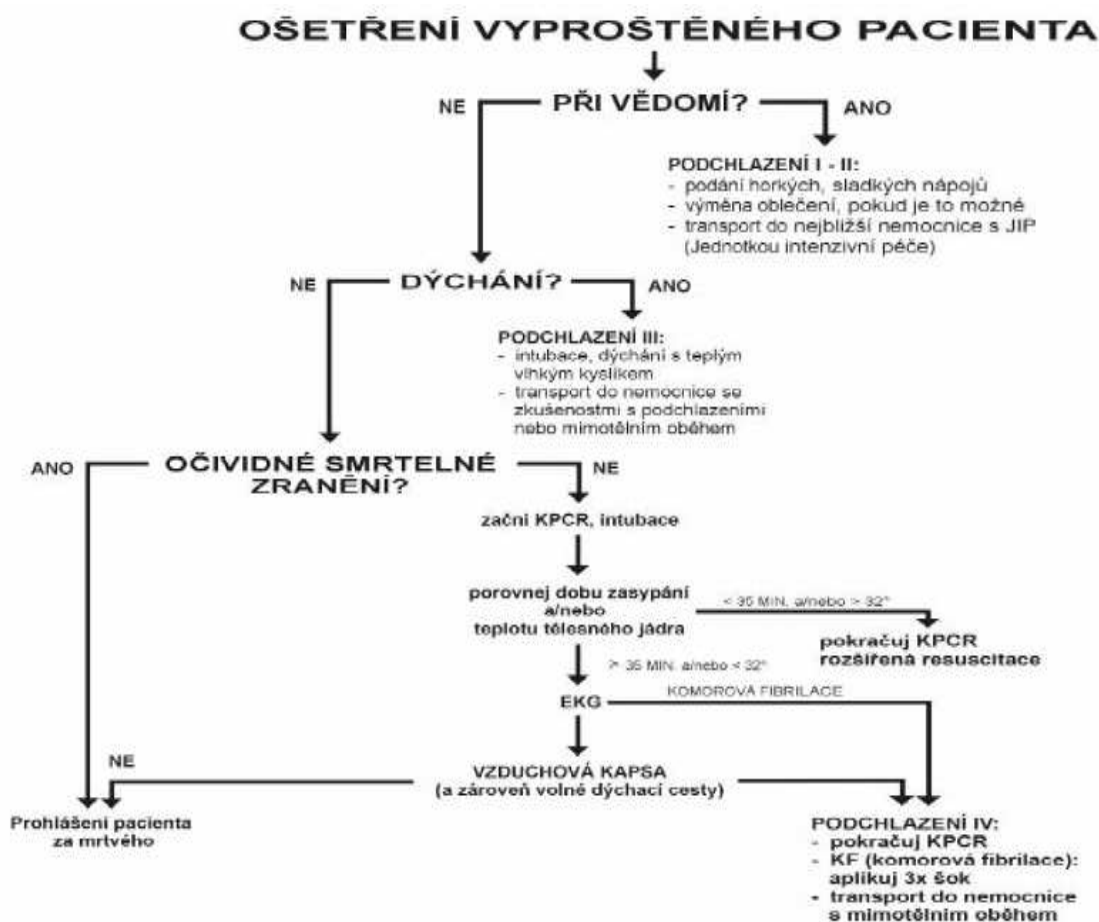 OŠETŘENÍ VYPROŠTĚNÉHO PACIENTA
NE
PŘI VĚDOMÍ?
ANO
PODCHLAZENÍ I - II:
- podání horkých, sladkých nápojů
- výměna oblečení, pokud je to možné
- transport do nejbližší nemocnice s JIP
(Jednotkou intenzivní péče)
NE
DÝCHÁNÍ?
ANO
PODCHLAZENÍ III:
- intubace, dýchání s teplým
vlhkým kyslíkem
- transport do nemocnice se
zkušenostmi s podchlazeními
nebo mimotělním oběhem
ANO
OČIVIDNÉ SMRTELNÉ
ZRANĚNÍ?
NE
začni KPCR, intubace
porovnej dobu zasypání
a/nebo
teplotu tělesného jádra
< 35 MIN. a/nebo > 32°
pokračuj KPCR
rozšířená resuscitace
> 35 MIN. a/nebo < 32°
EKG
KOMOROVÁ FIBRILACE
NE
VZDUCHOVÁ KAPSA
(a zároveň volné dýchací cesty)
Prohlášení pacienta
za mrtvého
PODCHLAZENÍ IV:
- pokračuj KPCR
- KF (komorová fibrilace):
aplikuj 3x šok
- transport do nemocnice
s mimotělním oběhem